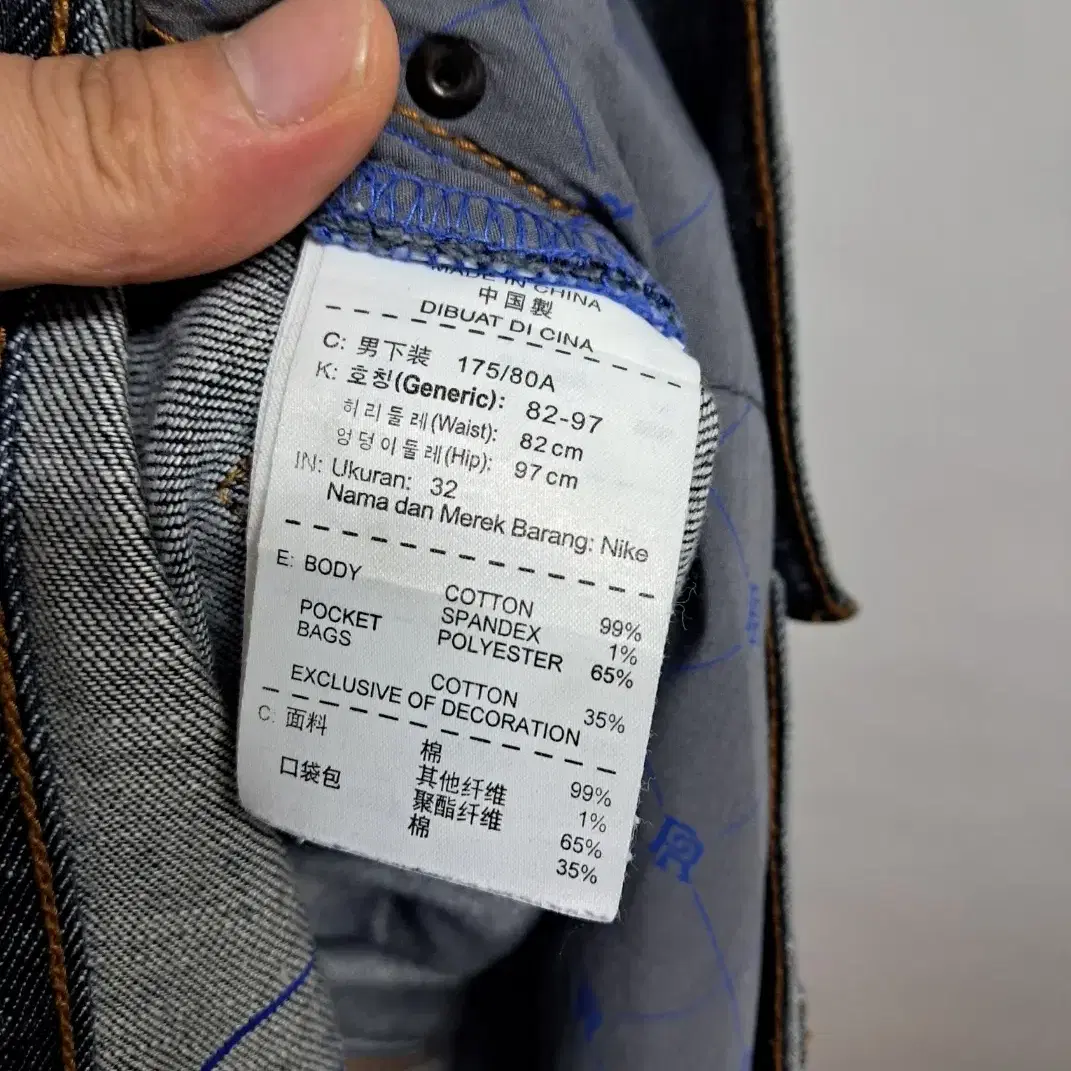 MADE IN CHINA
中国製
DIBUAT DI CINA
C: 男下装 175/80A
K: 호칭(Generic): 82-97
허리둘레(Waist): 82cm
엉덩이둘레(Hip): 97cm
IN: Ukuran: 32
Nama dan Merek Barang: Nike
E: BODY COTTON 99%
SPANDEX 1%
POCKET BAGS POLYESTER 65%
COTTON 35%
EXCLUSIVE OF DECORATION
C: 面料 棉 99%
其他纤维 1%
口袋包 聚酯纤维 65%
棉 35%